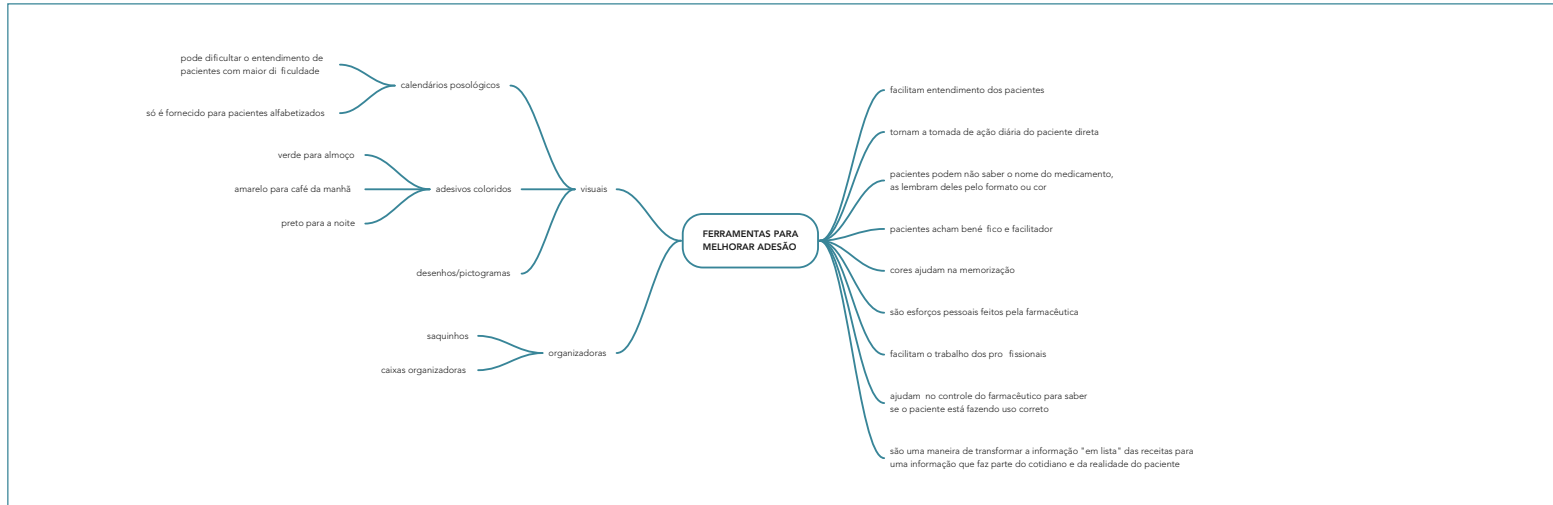 pode dificultar o entendimento de
pacientes com maior di ficuldade
calendários posológicos
só é fornecido para pacientes alfabetizados
verde para almoço
amarelo para café da manhã
adesivos coloridos
visuais
preto para a noite
desenhos/pictogramas
saquinhos
organizadoras
caixas organizadoras
FERRAMENTAS PARA
MELHORAR ADESÃO
facilitam entendimento dos pacientes
tornam a tomada de ação diária do paciente direta
pacientes podem não saber o nome do medicamento,
as lembram deles pelo formato ou cor
pacientes acham bené fico e facilitador
cores ajudam na memorização
são esforços pessoais feitos pela farmacêutica
facilitam o trabalho dos pro fissionais
ajudam no controle do farmacêutico para saber
se o paciente está fazendo uso correto
são uma maneira de transformar a informação "em lista" das receitas para
uma informação que faz parte do cotidiano e da realidade do paciente